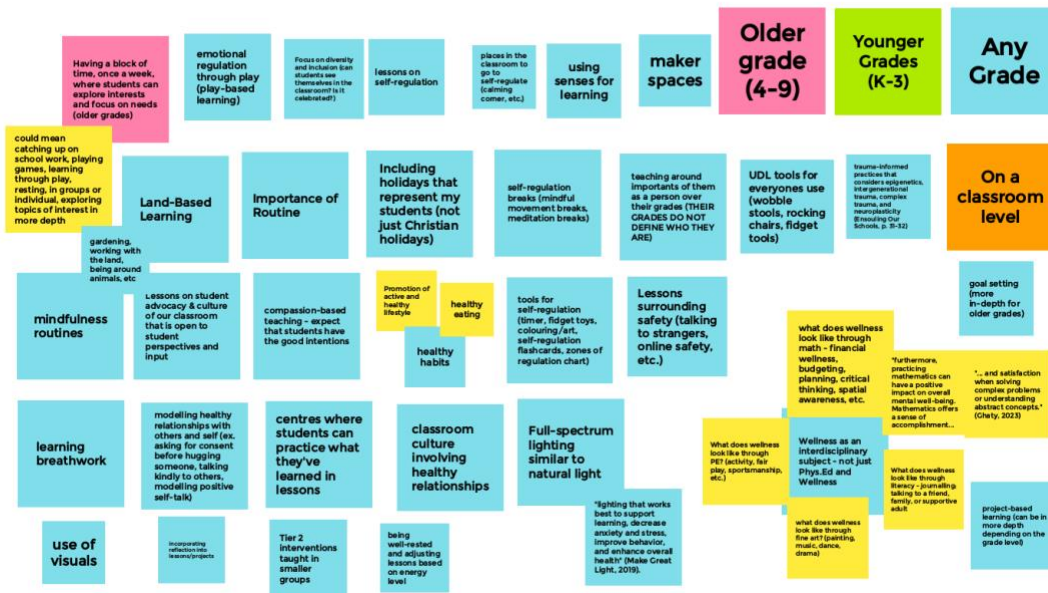 Having a block of
time, once a week,
where students can
explore interests
and focus on needs
(older grades)
emotional
regulation
through play
(play-based
learning)
Focus on diversity
and inclusion (can
students see
themselves in the
classroom? Is it
celebrated?)
lessons on
self-regulation
places in the
classroom to
go to
self-regulate
(calming
corner, etc.)
using
senses for
learning
maker
spaces
Older
grade
(4-9)
Younger
Grades
(K-3)
Any
Grade
could mean
catching up on
school work, playing
games, learning
through play,
resting, in groups or
individual, exploring
topics of interest in
more depth
Land-Based
Learning
gardening,
working with
the land,
being around
animals, etc
Importance of
Routine
Including
holidays that
represent my
students (not
just Christian
holidays)
self-regulation
breaks (mindful
movement breaks,
meditation breaks)
teaching around
importants of them
as a person over
their grades (THEIR
GRADES DO NOT
DEFINE WHO THEY
ARE)
UDL tools for
everyones use
(wobble
stools, rocking
chairs, fidget
tools)
trauma-informed
practices that
considers epigenetics,
intergenerational
trauma, complex
trauma, and
neuroplasticity
(Ensouling Our
Schools, p. 31-32)
On a
classroom
level
mindfulness
routines
Lessons on student
advocacy & culture
of our classroom
that is open to
student
perspectives and
input
compassion-based
teaching - expect
that students have
the good intentions
Promotion of
active and
healthy
lifestyle
healthy
eating
healthy
habits
tools for
self-regulation
(timer, fidget toys,
colouring/art,
self-regulation
flashcards, zones of
regulation chart)
Lessons
surrounding
safety (talking
to strangers,
online safety,
etc.)
goal setting
(more
in-depth for
older grades)
what does wellness
look like through
math - financial
wellness,
budgeting,
planning, critical
thinking, spatial
awareness, etc.
"Furthermore,
practicing
mathematics can
have a positive
impact on overall
mental well-being.
Mathematics offers
a sense of
accomplishment...
"... and satisfaction
when solving
complex problems
or understanding
abstract concepts."
(Ghaty, 2023)
learning
breathwork
modelling healthy
relationships with
others and self (ex.
asking for consent
before hugging
someone, talking
kindly to others,
modelling positive
self-talk)
centres where
students can
practice what
they've
learned in
lessons
classroom
culture
involving
healthy
relationships
Full-spectrum
lighting
similar to
natural light
"lighting that works
best to support
learning, decrease
anxiety and stress,
improve behavior,
and enhance overall
health" (Make Great
Light, 2019).
What does wellness
look like through
PE? (activity, fair
play, sportsmanship,
etc.)
Wellness as an
interdisciplinary
subject - not just
Phys.Ed and
Wellness
What does wellness
look like through
literacy - journalling,
talking to a friend,
family, or supportive
adult
what does wellness
look like through
fine art? (painting,
music, dance,
drama)
project-based
learning (can be in
more depth
depending on the
grade level)
use of
visuals
incorporating
reflection into
lessons/projects
Tier 2
interventions
taught in
smaller
groups
being
well-rested
and adjusting
lessons based
on energy
level